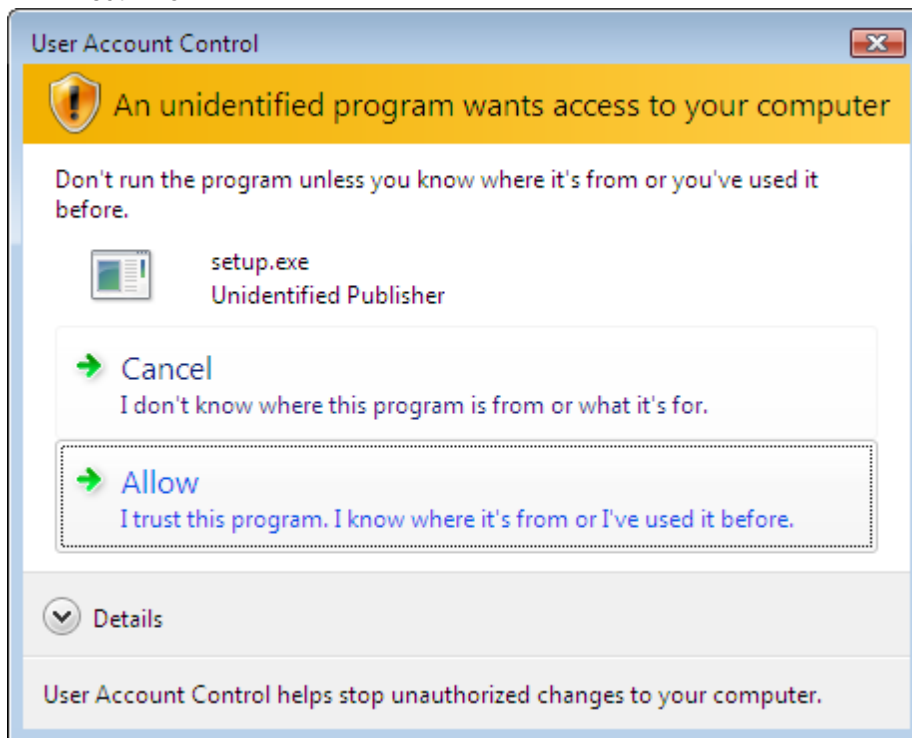 User Account Control
An unidentified program wants access to your computer
Don't run the program unless you know where it's from or you've used it
before.
setup.exe
Unidentified Publisher
Cancel
I don't know where this program is from or what it's for.
Allow
I trust this program. I know where it's from or I've used it before.
Details
User Account Control helps stop unauthorized changes to your computer.